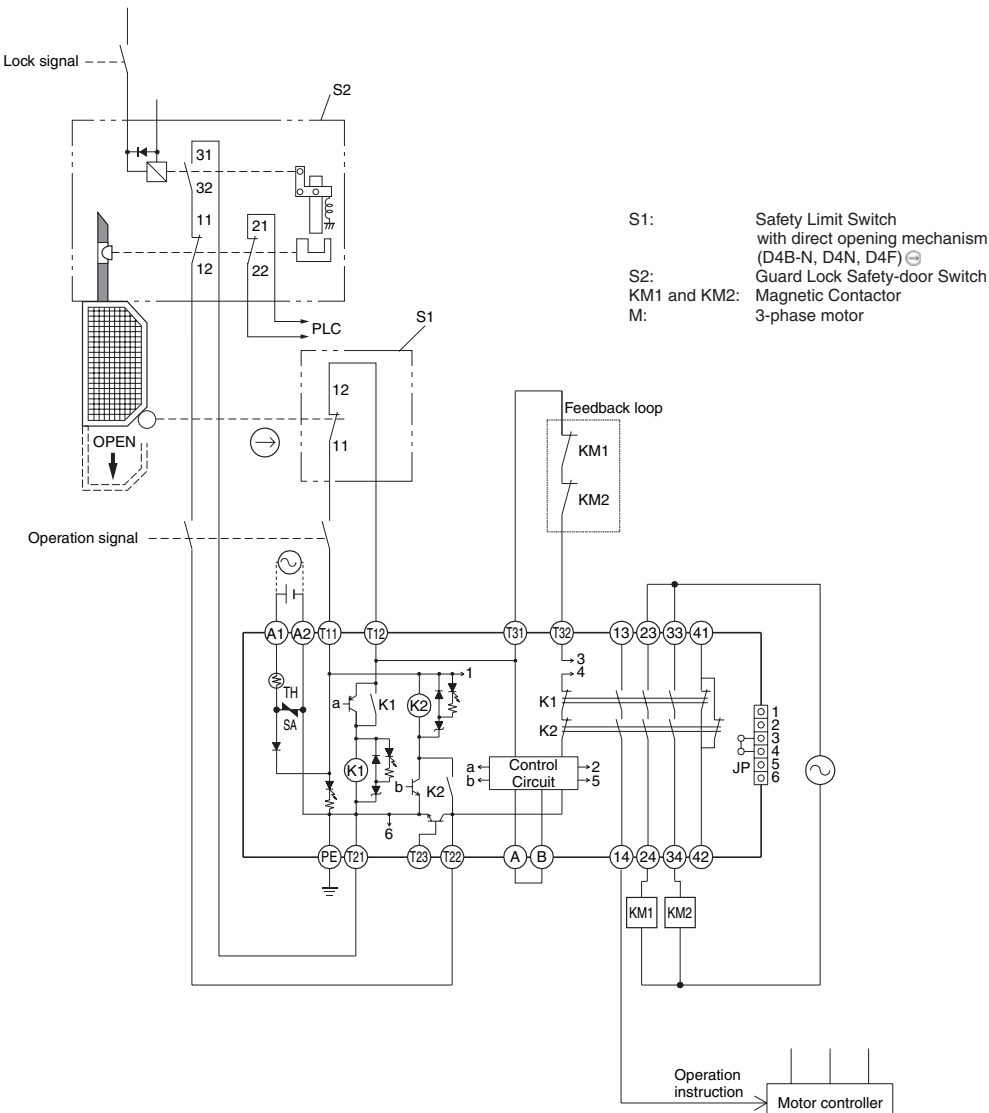 Lock signal
S2
31
32
11
12
21
22
PLC
S1
12
11
OPEN
Operation signal
S1: Safety Limit Switch
with direct opening mechanism
(D4B-N, D4N, D4F)
S2: Guard Lock Safety-door Switch
KM1 and KM2: Magnetic Contactor
M: 3-phase motor
Feedback loop
KM1
KM2
A1 A2 T11 T12 T31 T32 13 23 33 41
1
3
4
TH
SA
a
K1
K2
K1
K2
K1
b
K2
6
a
b
Control
Circuit
2
5
JP
1
2
3
4
5
6
PE T21 T23 T22 A B 14 24 34 42
KM1
KM2
Operation
instruction
Motor controller